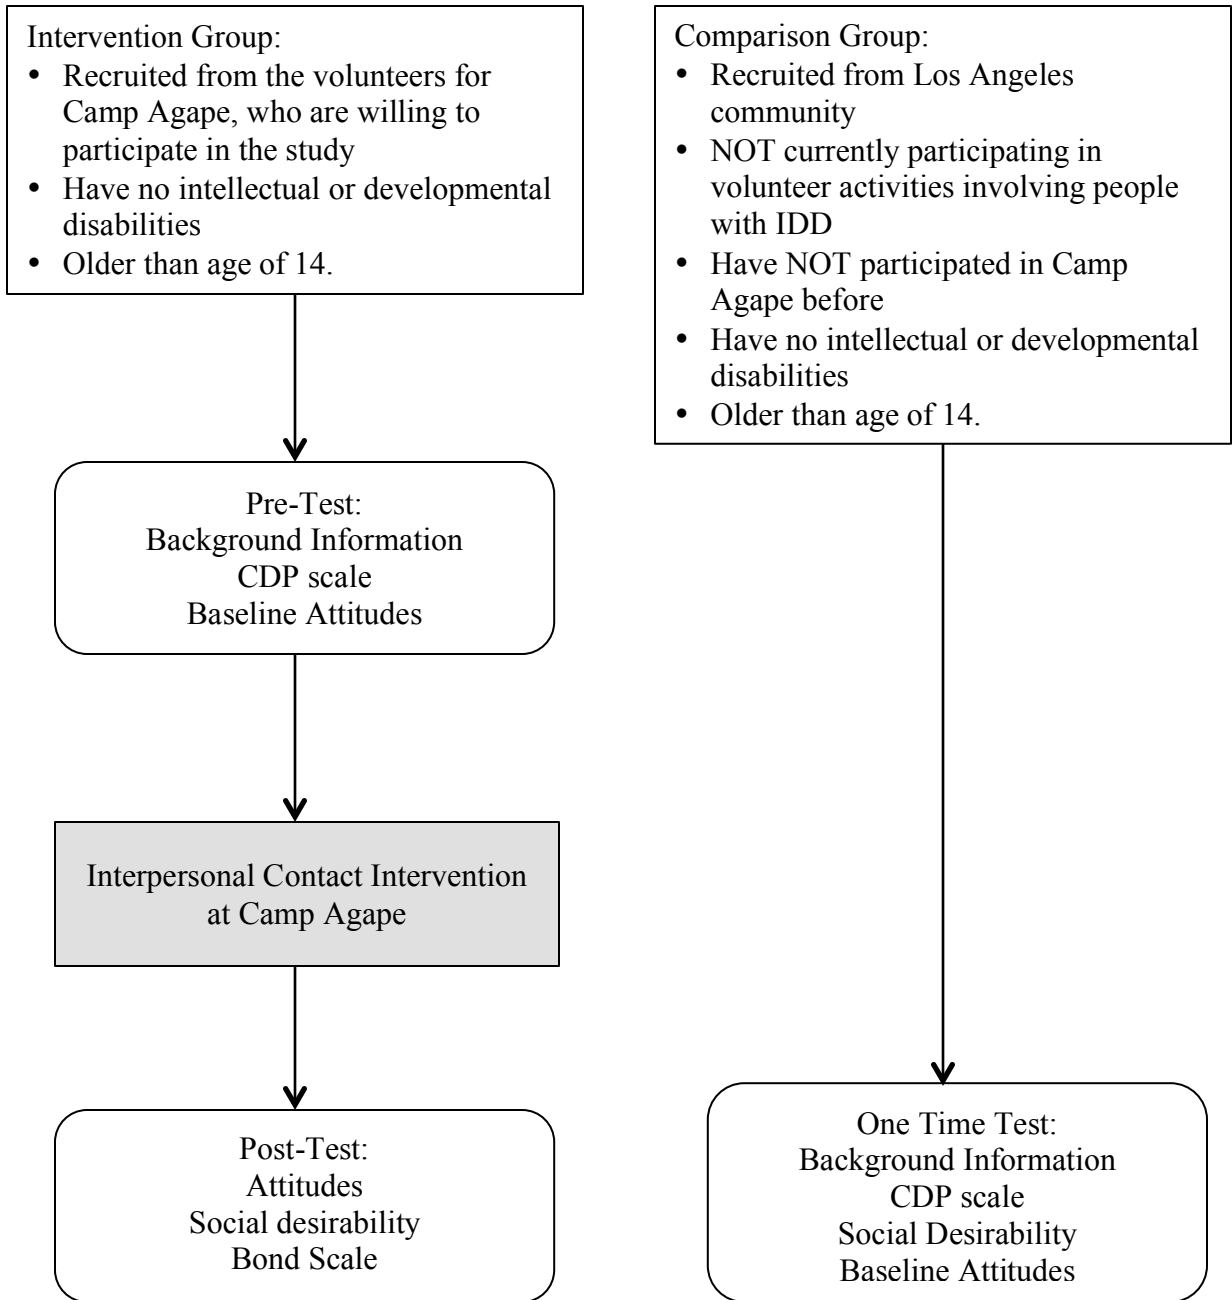 Intervention Group:
• Recruited from the volunteers for
Camp Agape, who are willing to
participate in the study
• Have no intellectual or developmental
disabilities
• Older than age of 14.
Comparison Group:
• Recruited from Los Angeles
community
• NOT currently participating in
volunteer activities involving people
with IDD
• Have NOT participated in Camp
Agape before
• Have no intellectual or developmental
disabilities
• Older than age of 14.
Pre-Test:
Background Information
CDP scale
Baseline Attitudes
Interpersonal Contact Intervention
at Camp Agape
Post-Test:
Attitudes
Social desirability
Bond Scale
One Time Test:
Background Information
CDP scale
Social Desirability
Baseline Attitudes